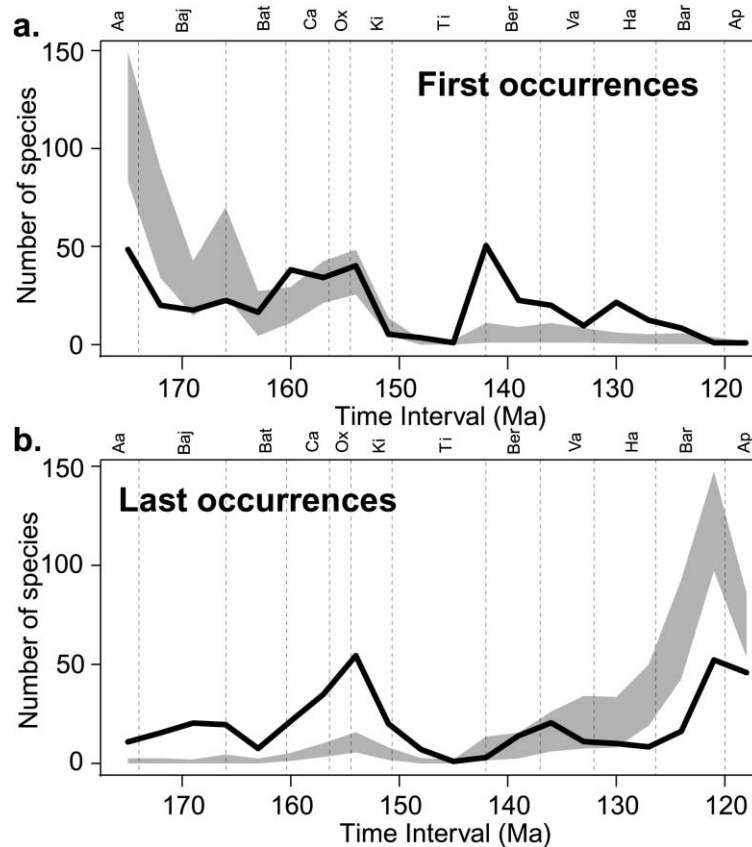 a.
Aa Baj Bat Ca Ox Ki Ti Ber Va Ha Bar Ap
First occurrences
Number of species
150
100
50
0
170 160 150 140 130 120
Time Interval (Ma)
b.
Aa Baj Bat Ca Ox Ki Ti Ber Va Ha Bar Ap
Last occurrences
Number of species
150
100
50
0
170 160 150 140 130 120
Time Interval (Ma)